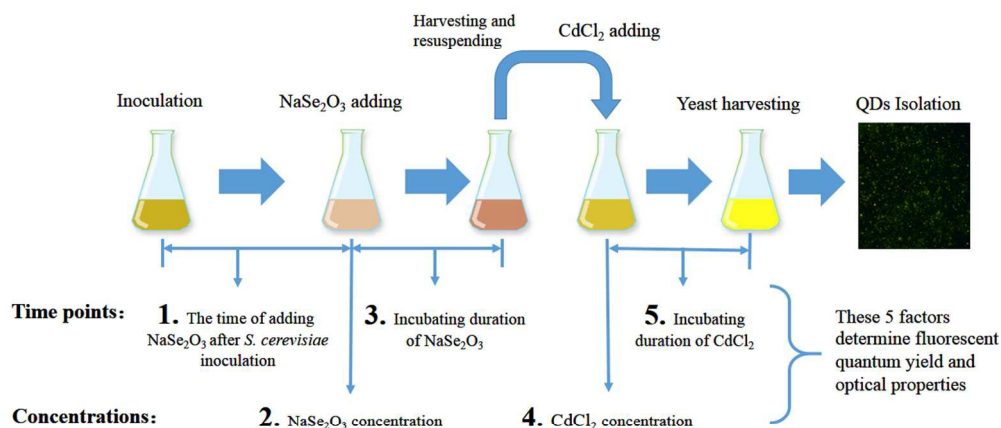 Harvesting and
resuspending
CdCl₂ adding
Inoculation
NaSe₂O₃ adding
Yeast harvesting
QDs Isolation
Time points:
1. The time of adding
NaSe₂O₃ after S. cerevisiae
inoculation
3. Incubating duration
of NaSe₂O₃
5. Incubating
duration of CdCl₂
These 5 factors
determine fluorescent
quantum yield and
optical properties
Concentrations:
2. NaSe₂O₃ concentration
4. CdCl₂ concentration